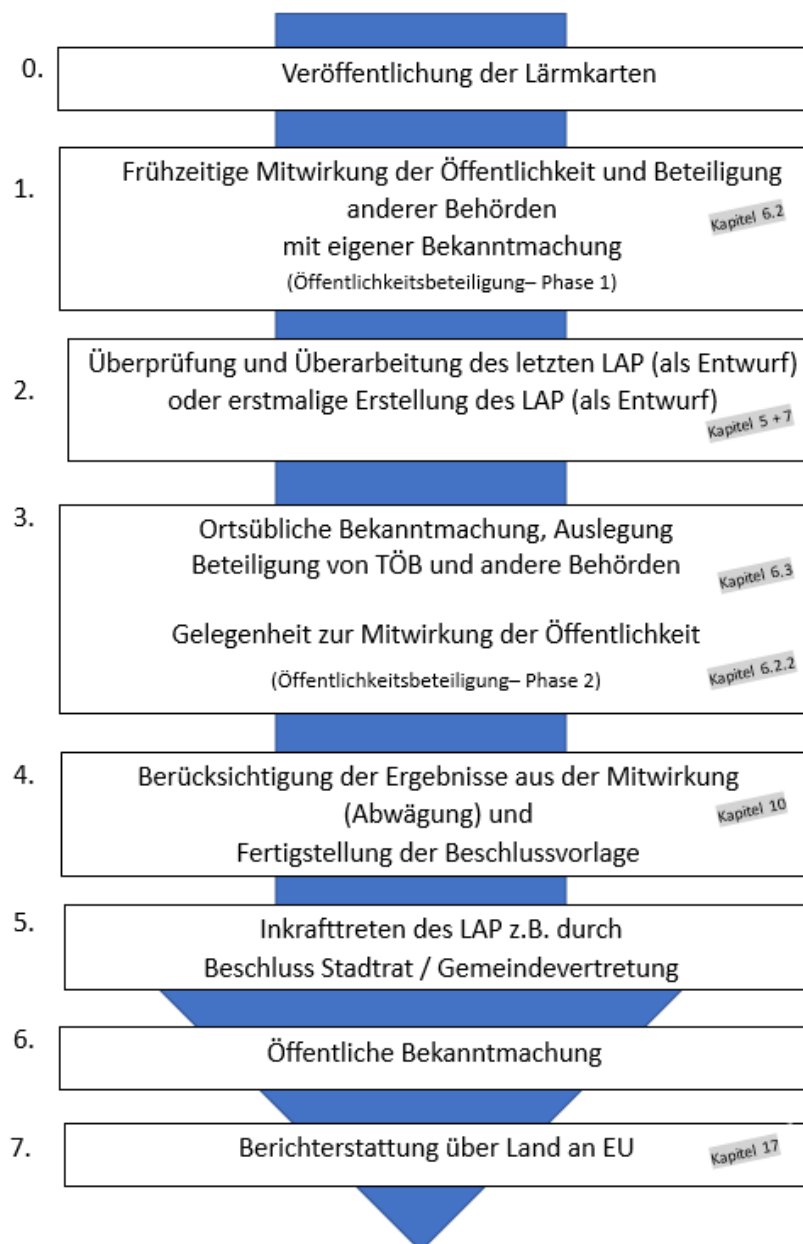 0.
Veröffentlichung der Lärmkarten
1.
Frühzeitige Mitwirkung der Öffentlichkeit und Beteiligung
anderer Behörden
Kapitel 6.2
mit eigener Bekanntmachung
(Öffentlichkeitsbeteiligung– Phase 1)
2.
Überprüfung und Überarbeitung des letzten LAP (als Entwurf)
oder erstmalige Erstellung des LAP (als Entwurf)
Kapitel 5 + 7
3.
Ortsübliche Bekanntmachung, Auslegung
Beteiligung von TÖB und andere Behörden
Kapitel 6.3
Gelegenheit zur Mitwirkung der Öffentlichkeit
Kapitel 6.2.2
(Öffentlichkeitsbeteiligung– Phase 2)
4.
Berücksichtigung der Ergebnisse aus der Mitwirkung
(Abwägung) und
Kapitel 10
Fertigstellung der Beschlussvorlage
5.
Inkrafttreten des LAP z.B. durch
Beschluss Stadtrat / Gemeindevertretung
6.
Öffentliche Bekanntmachung
7.
Berichterstattung über Land an EU
Kapitel 17